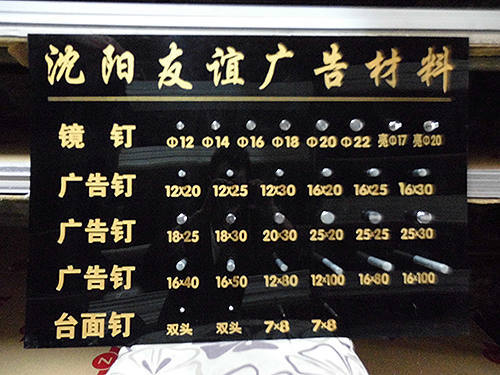 沈阳友谊广告材料
镜钉 Φ12 Φ14 Φ16 Φ18 Φ20 Φ22 亮Φ17 亮Φ20
广告钉 12×20 12×25 12×30 16×20 16×25 16×30
广告钉 18×25 18×30 20×30 25×20 25×25 25×30
广告钉 16×40 16×50 12×80 12×100 16×80 16×100
台面钉 双头 双头 7×8 7×8